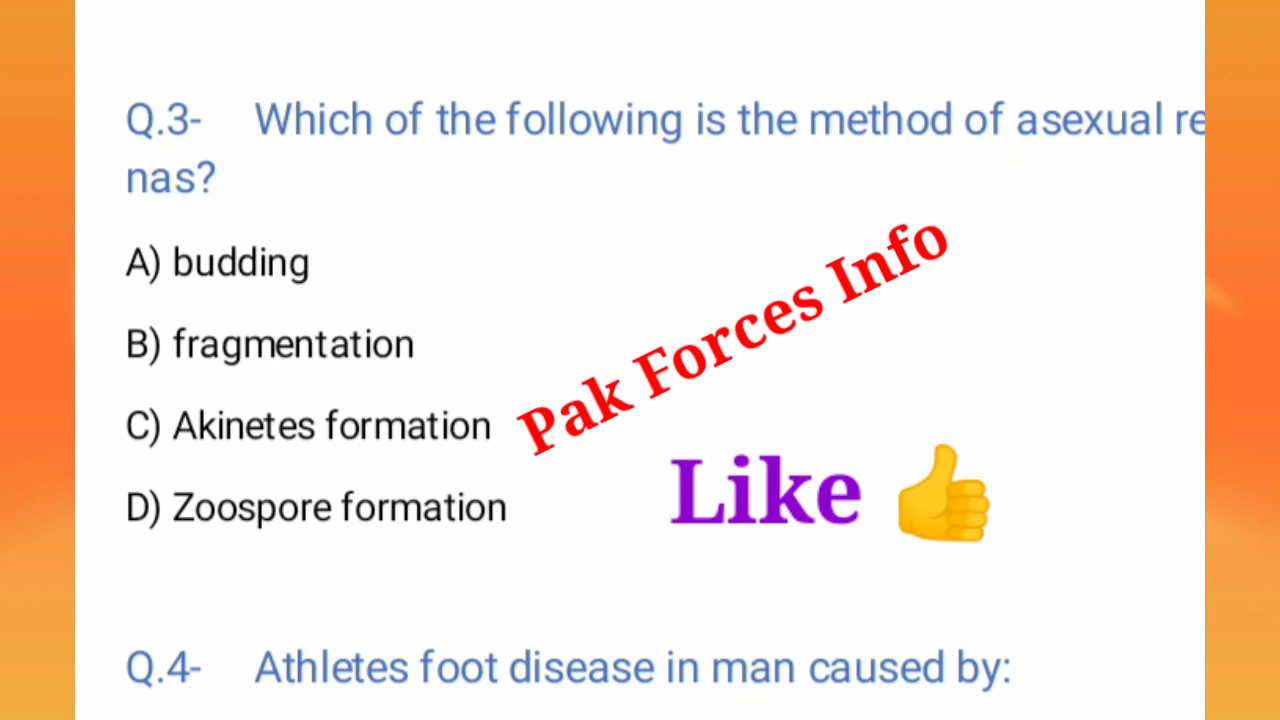 Q.3- Which of the following is the method of asexual re
nas?
A) budding
B) fragmentation
C) Akinetes formation
D) Zoospore formation
Pak Forces Info
Like 👍
Q.4- Athletes foot disease in man caused by: